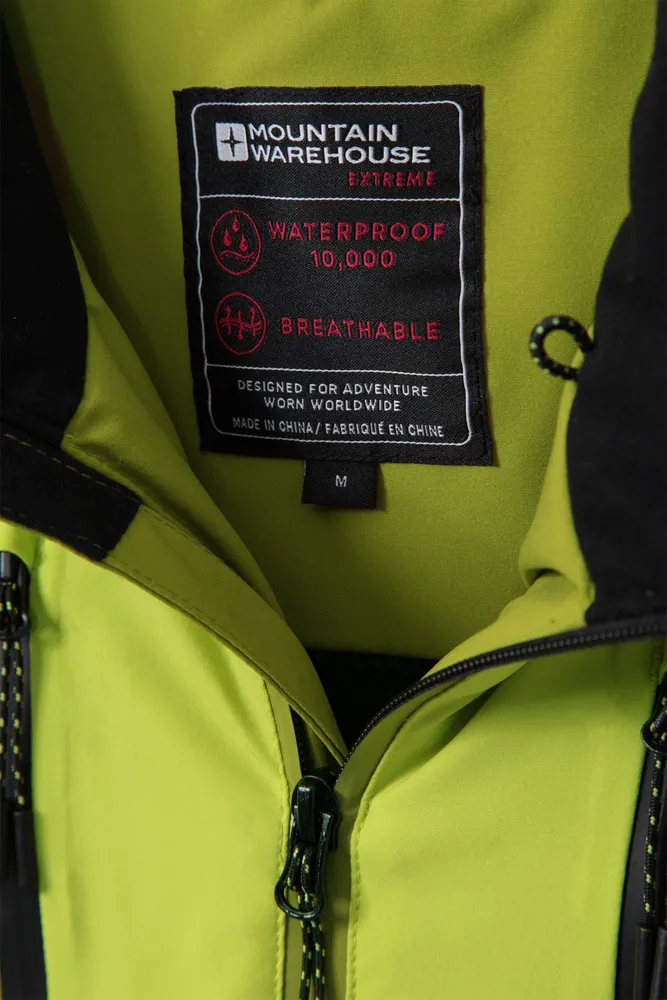 MOUNTAIN
WAREHOUSE
EXTREME
WATERPROOF
10,000
BREATHABLE
DESIGNED FOR ADVENTURE
WORN WORLDWIDE
MADE IN CHINA / FABRIQUÉ EN CHINE
M